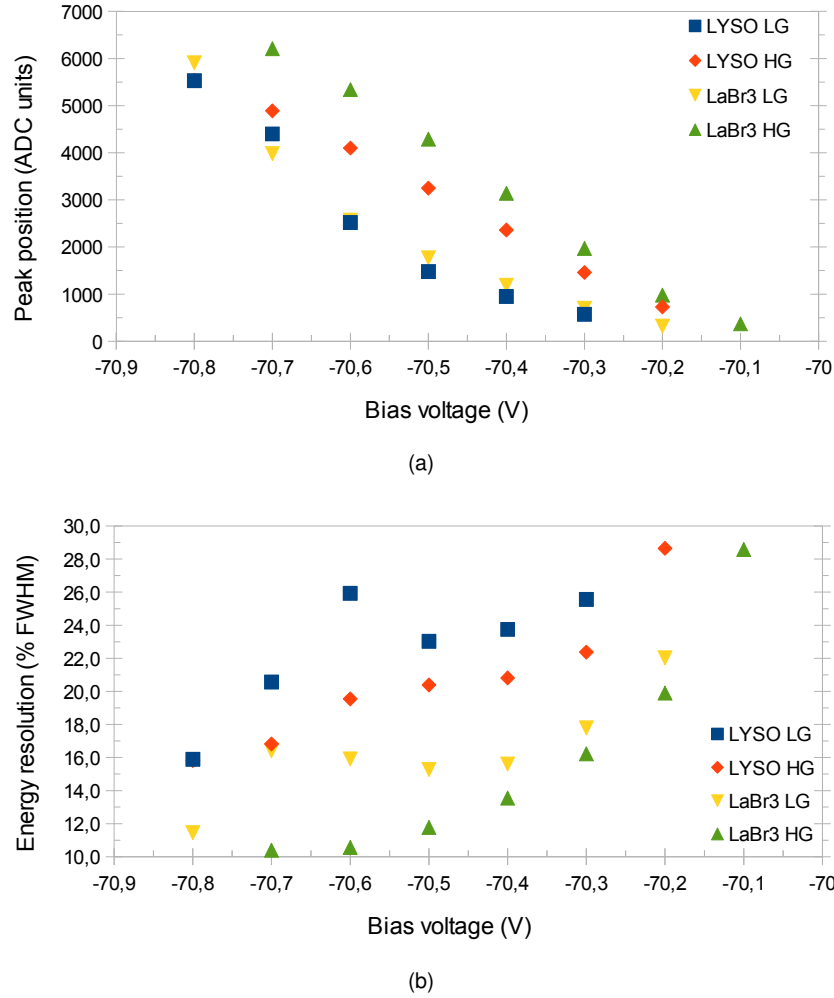 7000
6000
5000
4000
3000
2000
1000
0
Peak position (ADC units)
LYSO LG
LYSO HG
LaBr3 LG
LaBr3 HG
-70,9 -70,8 -70,7 -70,6 -70,5 -70,4 -70,3 -70,2 -70,1 -70
Bias voltage (V)
(a)
30,0
28,0
26,0
24,0
22,0
20,0
18,0
16,0
14,0
12,0
10,0
Energy resolution (% FWHM)
LYSO LG
LYSO HG
LaBr3 LG
LaBr3 HG
-70,9 -70,8 -70,7 -70,6 -70,5 -70,4 -70,3 -70,2 -70,1 -70
Bias voltage (V)
(b)